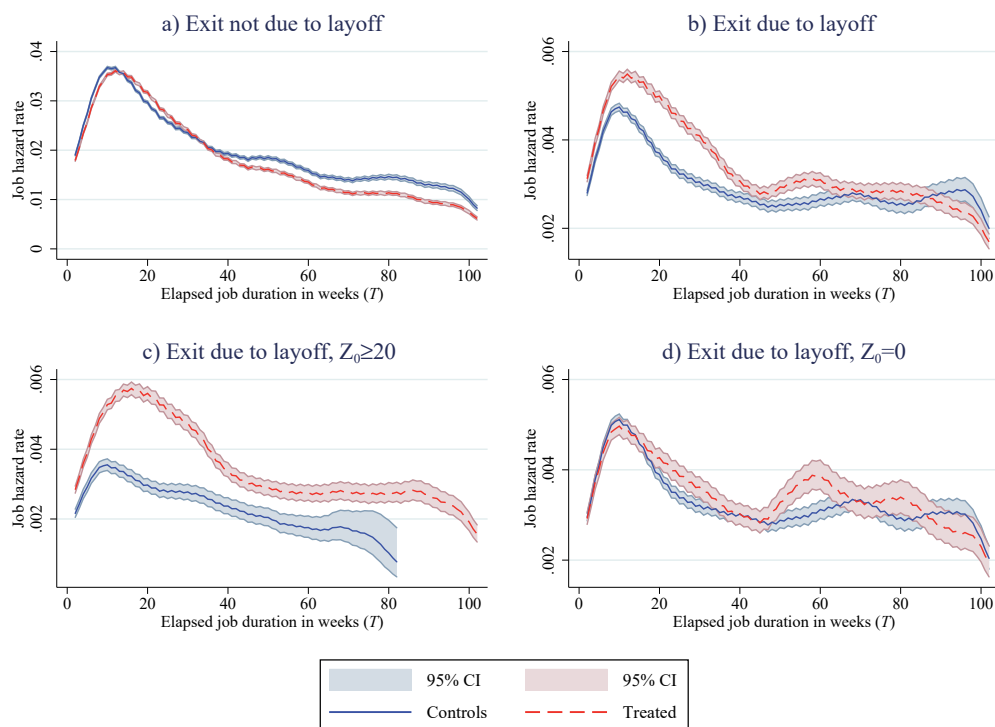 a) Exit not due to layoff
Job hazard rate
0 .01 .02 .03 .04
0 20 40 60 80 100
Elapsed job duration in weeks (T)
b) Exit due to layoff
Job hazard rate
.002 .004 .006
0 20 40 60 80 100
Elapsed job duration in weeks (T)
c) Exit due to layoff, Z₀≥20
Job hazard rate
.002 .004 .006
0 20 40 60 80 100
Elapsed job duration in weeks (T)
d) Exit due to layoff, Z₀=0
Job hazard rate
.002 .004 .006
0 20 40 60 80 100
Elapsed job duration in weeks (T)
95% CI 95% CI
Controls Treated